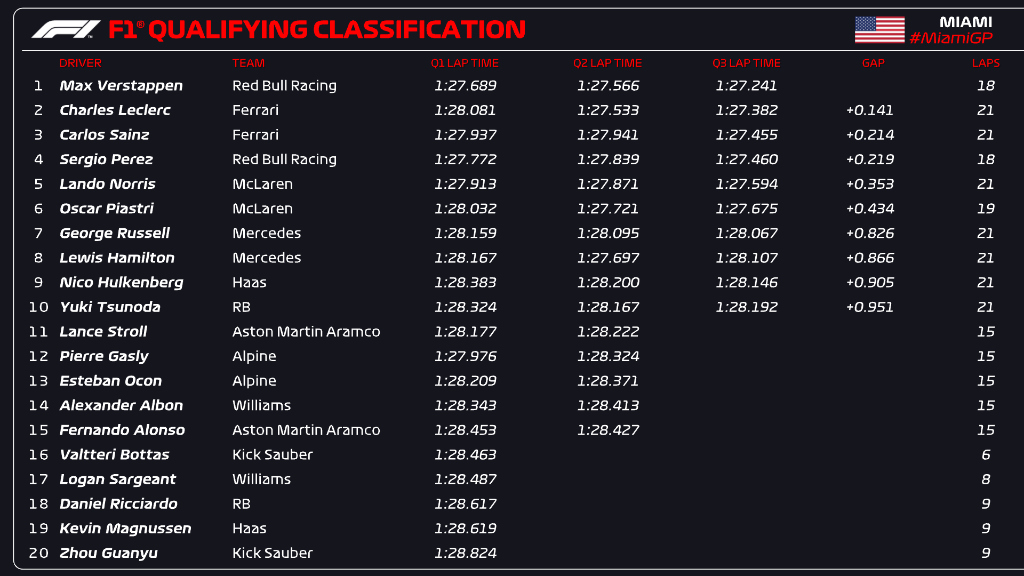 F1® QUALIFYING CLASSIFICATION
MIAMI
#MiamiGP
DRIVER TEAM Q1 LAP TIME Q2 LAP TIME Q3 LAP TIME GAP LAPS
1 Max Verstappen Red Bull Racing 1:27.689 1:27.566 1:27.241 18
2 Charles Leclerc Ferrari 1:28.081 1:27.533 1:27.382 +0.141 21
3 Carlos Sainz Ferrari 1:27.937 1:27.941 1:27.455 +0.214 21
4 Sergio Perez Red Bull Racing 1:27.772 1:27.839 1:27.460 +0.219 18
5 Lando Norris McLaren 1:27.913 1:27.871 1:27.594 +0.353 21
6 Oscar Piastri McLaren 1:28.032 1:27.721 1:27.675 +0.434 19
7 George Russell Mercedes 1:28.159 1:28.095 1:28.067 +0.826 21
8 Lewis Hamilton Mercedes 1:28.167 1:27.697 1:28.107 +0.866 21
9 Nico Hulkenberg Haas 1:28.383 1:28.200 1:28.146 +0.905 21
10 Yuki Tsunoda RB 1:28.324 1:28.167 1:28.192 +0.951 21
11 Lance Stroll Aston Martin Aramco 1:28.177 1:28.222 15
12 Pierre Gasly Alpine 1:27.976 1:28.324 15
13 Esteban Ocon Alpine 1:28.209 1:28.371 15
14 Alexander Albon Williams 1:28.343 1:28.413 15
15 Fernando Alonso Aston Martin Aramco 1:28.453 1:28.427 15
16 Valtteri Bottas Kick Sauber 1:28.463 6
17 Logan Sargeant Williams 1:28.487 8
18 Daniel Ricciardo RB 1:28.617 9
19 Kevin Magnussen Haas 1:28.619 9
20 Zhou Guanyu Kick Sauber 1:28.824 9